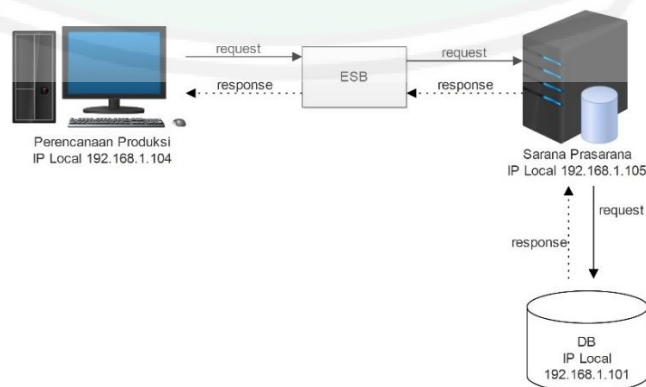 request
request
ESB
response
response
Perencanaan Produksi
IP Local 192.168.1.104
Sarana Prasarana
IP Local 192.168.1.105
request
response
DB
IP Local
192.168.1.101